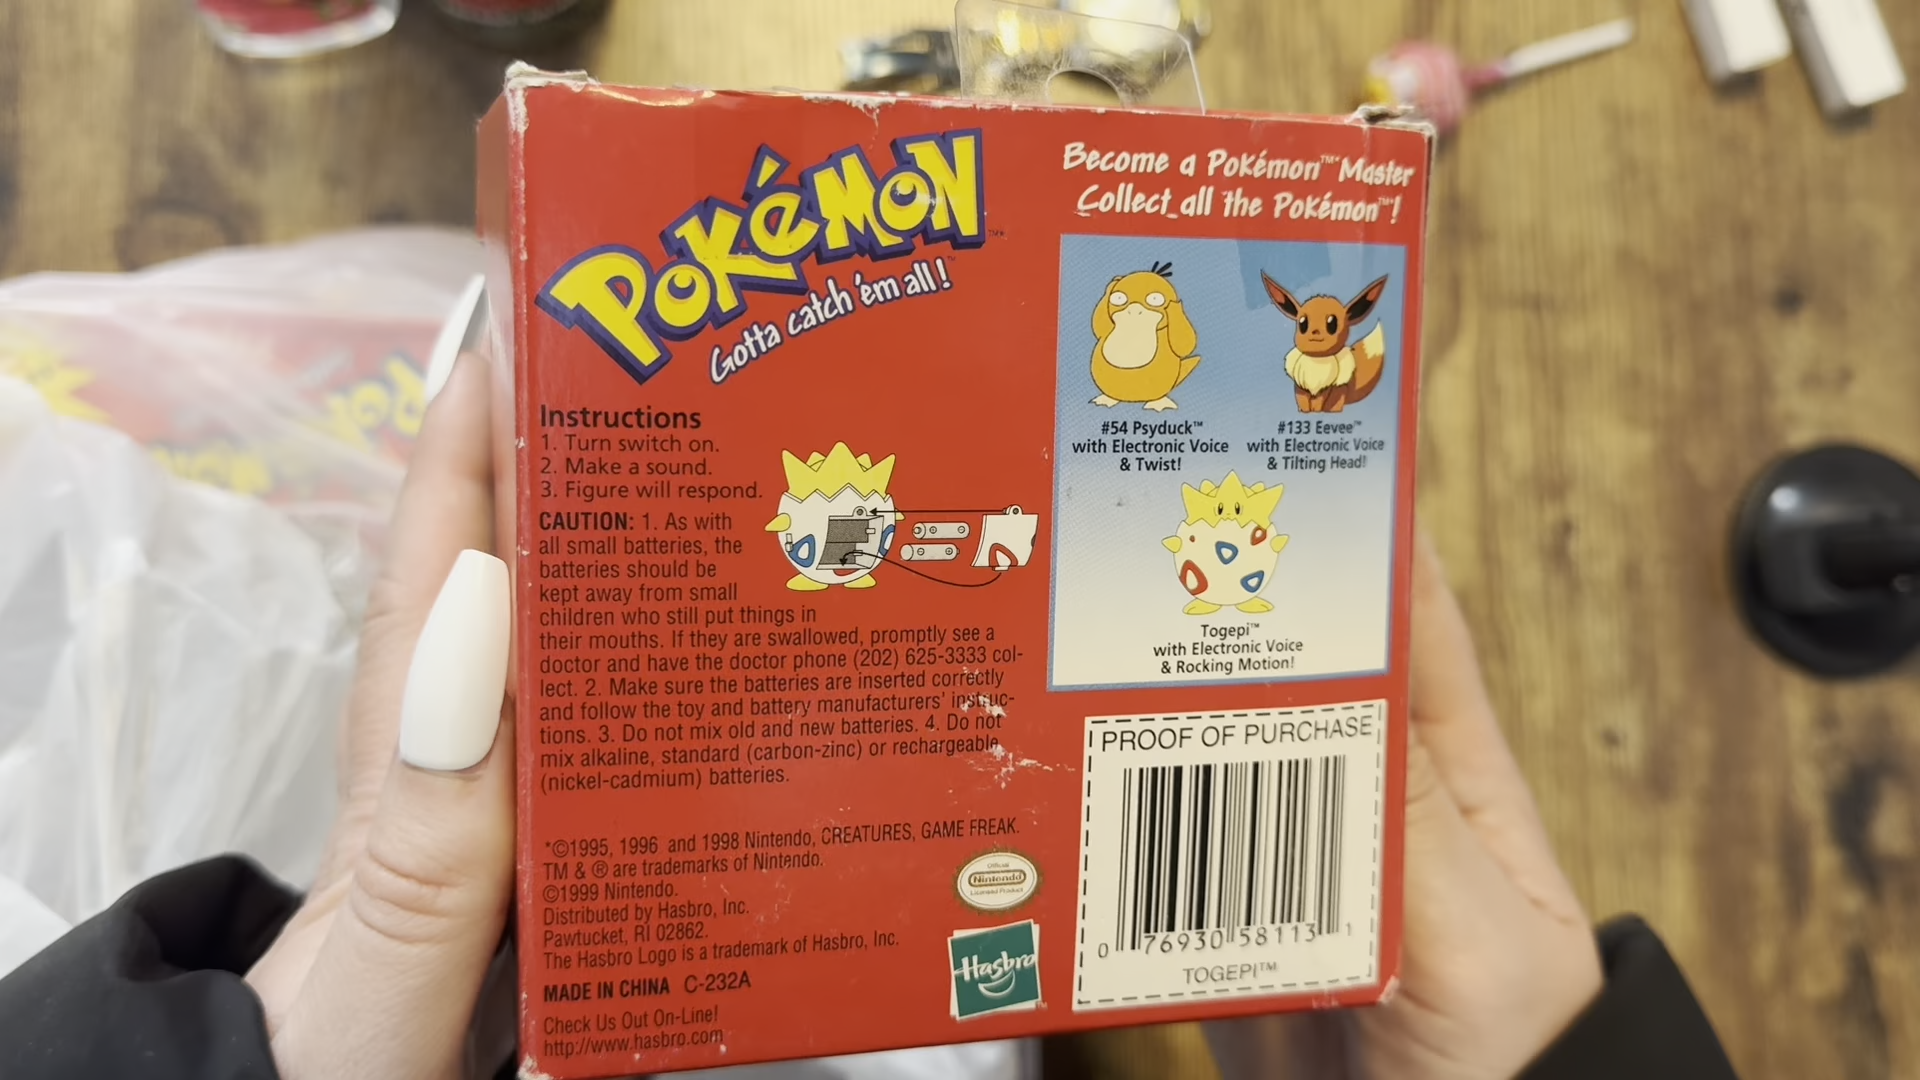 POKéMON™
Gotta catch 'em all!™
Instructions
1. Turn switch on.
2. Make a sound.
3. Figure will respond.
CAUTION: 1. As with
all small batteries, the
batteries should be
kept away from small
children who still put things in
their mouths. If they are swallowed, promptly see a
doctor and have the doctor phone (202) 625-3333 col-
lect. 2. Make sure the batteries are inserted correctly
and follow the toy and battery manufacturers' instruc-
tions. 3. Do not mix old and new batteries. 4. Do not
mix alkaline, standard (carbon-zinc) or rechargeable
(nickel-cadmium) batteries.
*©1995, 1996 and 1998 Nintendo, CREATURES, GAME FREAK.
TM & ® are trademarks of Nintendo.
©1999 Nintendo.
Distributed by Hasbro, Inc.
Pawtucket, RI 02862.
The Hasbro Logo is a trademark of Hasbro, Inc.
MADE IN CHINA C-232A
Check Us Out On-Line!
http://www.hasbro.com
Official
Nintendo
Licensed Product
Hasbro™
Become a Pokémon™* Master
Collect all the Pokémon™*!
#54 Psyduck™
with Electronic Voice
& Twist!
#133 Eevee™
with Electronic Voice
& Tilting Head!
Togepi™
with Electronic Voice
& Rocking Motion!
PROOF OF PURCHASE
0 76930 58113 1
TOGEPI™